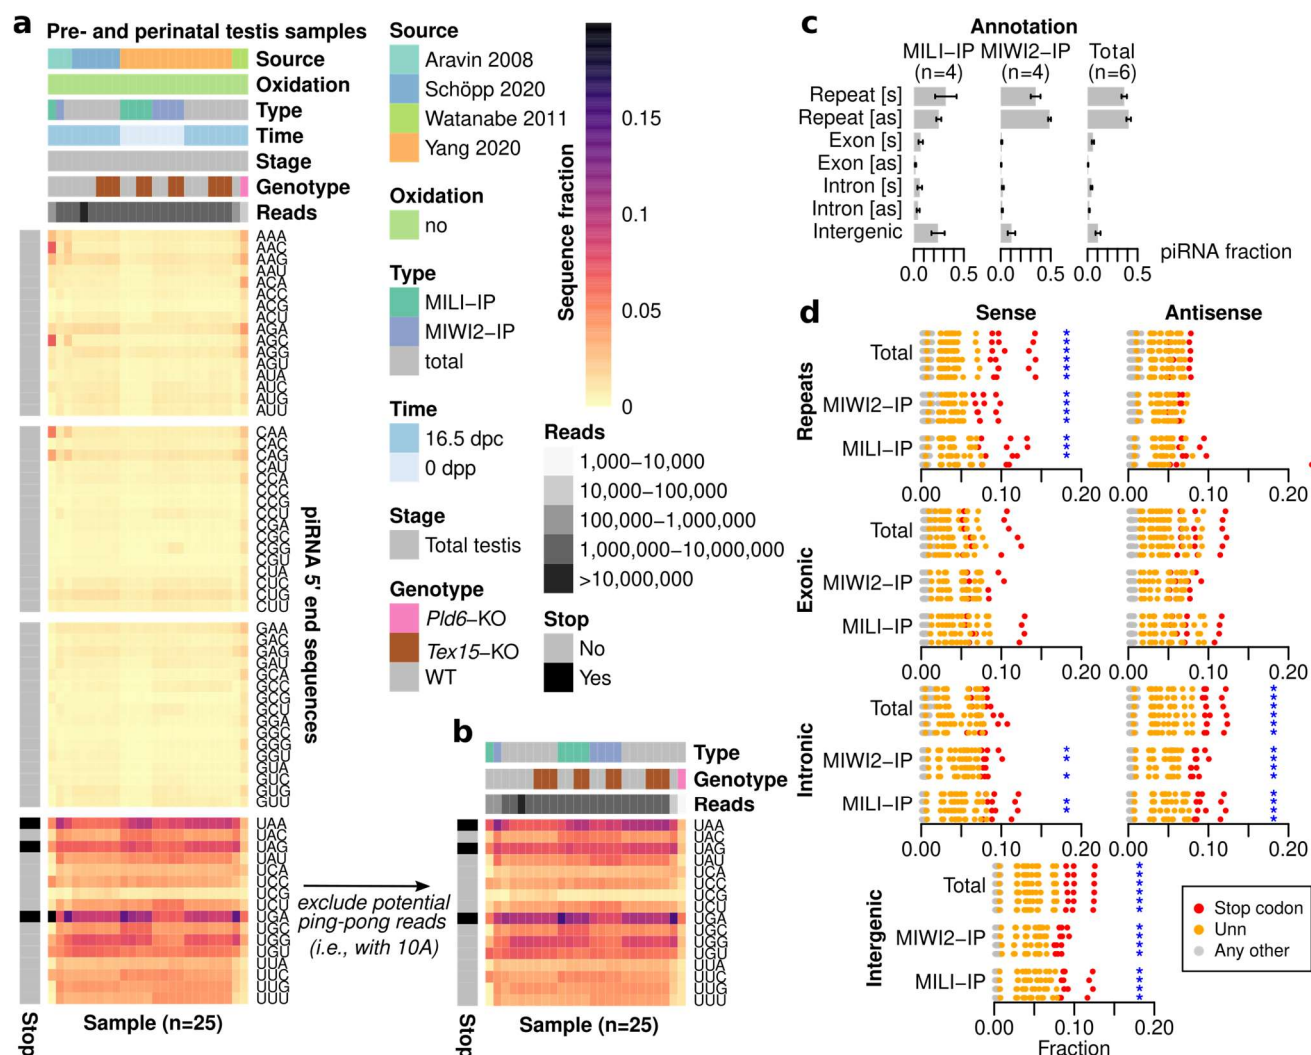 a
Pre- and perinatal testis samples
Source
Oxidation
Type
Time
Stage
Genotype
Reads
AAA
AAC
AAG
AAU
ACA
ACC
ACG
ACU
AGA
AGC
AGG
AGU
AUA
AUC
AUG
AUU
CAA
CAC
CAG
CAU
CCA
CCC
CCG
CCU
CGA
CGC
CGG
CGU
CUA
CUC
CUG
CUU
GAA
GAC
GAG
GAU
GCA
GCC
GCG
GCU
GGA
GGC
GGG
GGU
GUA
GUC
GUG
GUU
UAA
UAC
UAG
UAU
UCA
UCC
UCG
UCU
UGA
UGC
UGG
UGU
UUA
UUC
UUG
UUU
piRNA 5' end sequences
Stop
Sample (n=25)
Source
Aravin 2008
Schöpp 2020
Watanabe 2011
Yang 2020
Oxidation
no
Type
MILI−IP
MIWI2−IP
total
Time
16.5 dpc
0 dpp
Stage
Total testis
Genotype
Pld6−KO
Tex15−KO
WT
Sequence fraction
0.15
0.1
0.05
0
Reads
1,000−10,000
10,000−100,000
100,000−1,000,000
1,000,000−10,000,000
>10,000,000
Stop
No
Yes
exclude potential
ping-pong reads
(i.e., with 10A)
b
Type
Genotype
Reads
UAA
UAC
UAG
UAU
UCA
UCC
UCG
UCU
UGA
UGC
UGG
UGU
UUA
UUC
UUG
UUU
Stop
Sample (n=25)
c
Annotation
MILI−IP MIWI2−IP Total
(n=4) (n=4) (n=6)
Repeat [s]
Repeat [as]
Exon [s]
Exon [as]
Intron [s]
Intron [as]
Intergenic
0.0 0.5 0.0 0.5 0.0 0.5
piRNA fraction
d
Sense Antisense
Repeats
Total
MIWI2−IP
MILI−IP
* * * * * *
* * * *
* * *
0.00 0.10 0.20 0.00 0.10 0.20
Exonic
Total
MIWI2−IP
MILI−IP
0.00 0.10 0.20 0.00 0.10 0.20
Intronic
Total
MIWI2−IP
MILI−IP
* * *
* *
* * * * * *
* * * *
* * * *
0.00 0.10 0.20 0.00 0.10 0.20
Intergenic
Total
MIWI2−IP
MILI−IP
* * * * * *
* * * *
* * * *
0.00 0.10 0.20
Fraction
Stop codon
Unn
Any other